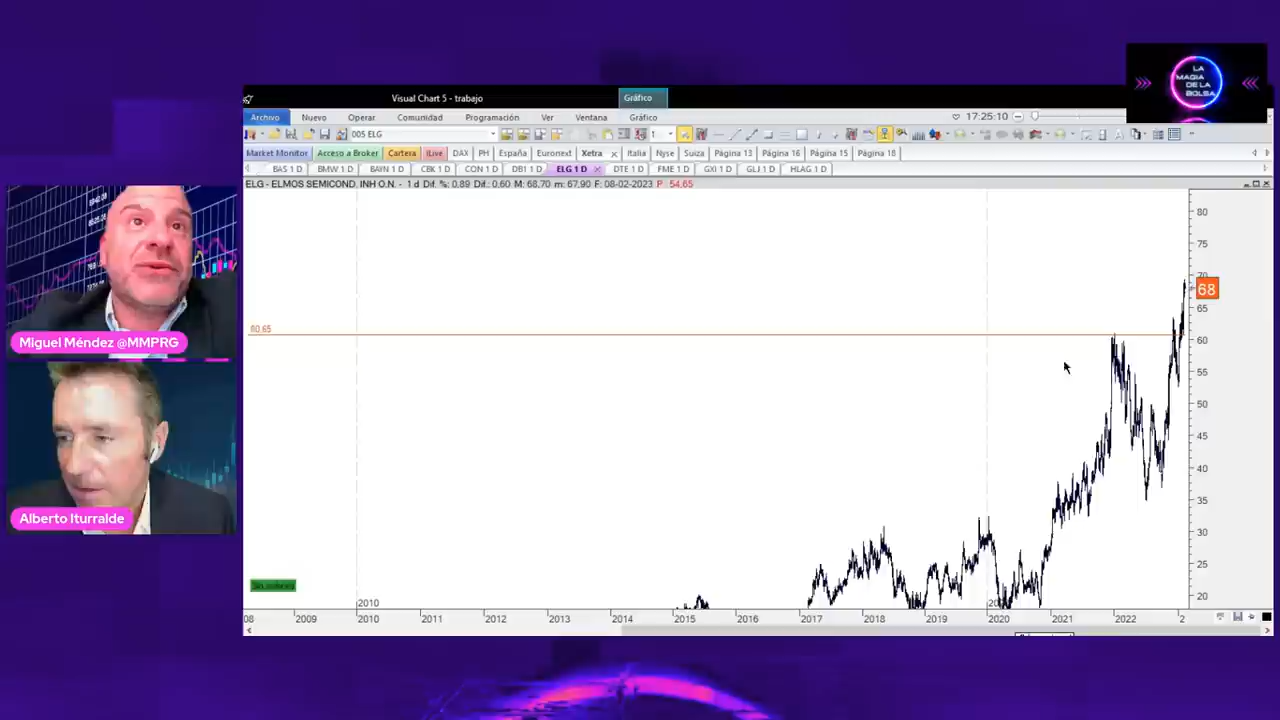 LA
MAGIA
DE LA
BOLSA
Visual Chart 5 - trabajo
Gráfico
Archivo Nuevo Operar Comunidad Programación Ver Ventana Gráfico
17:25:10
005 ELG
1
Market Monitor Acceso a Broker Cartera iLive DAX PH España Euronext Xetra Italia Nyse Suiza Página 13 Página 16 Página 15 Página 18
BAS 1 D BMW 1 D BAYN 1 D CBK 1 D CON 1 D DB1 1 D ELG 1 D DTE 1 D FME 1 D GXI 1 D GLJ 1 D HLAG 1 D
ELG - ELMOS SEMICOND. INH O.N. - 1 d Dif. %: 0.89 Dif.: 0.60 M: 68,70 m: 67,90 F: 08-02-2023 P : 54,65
80
75
70
68
65
60.65
60
55
50
45
40
35
30
25
20
Miguel Méndez @MMPRG
Alberto Iturralde
2010
08 2009 2010 2011 2012 2013 2014 2015 2016 2017 2018 2019 2020 2021 2022 2